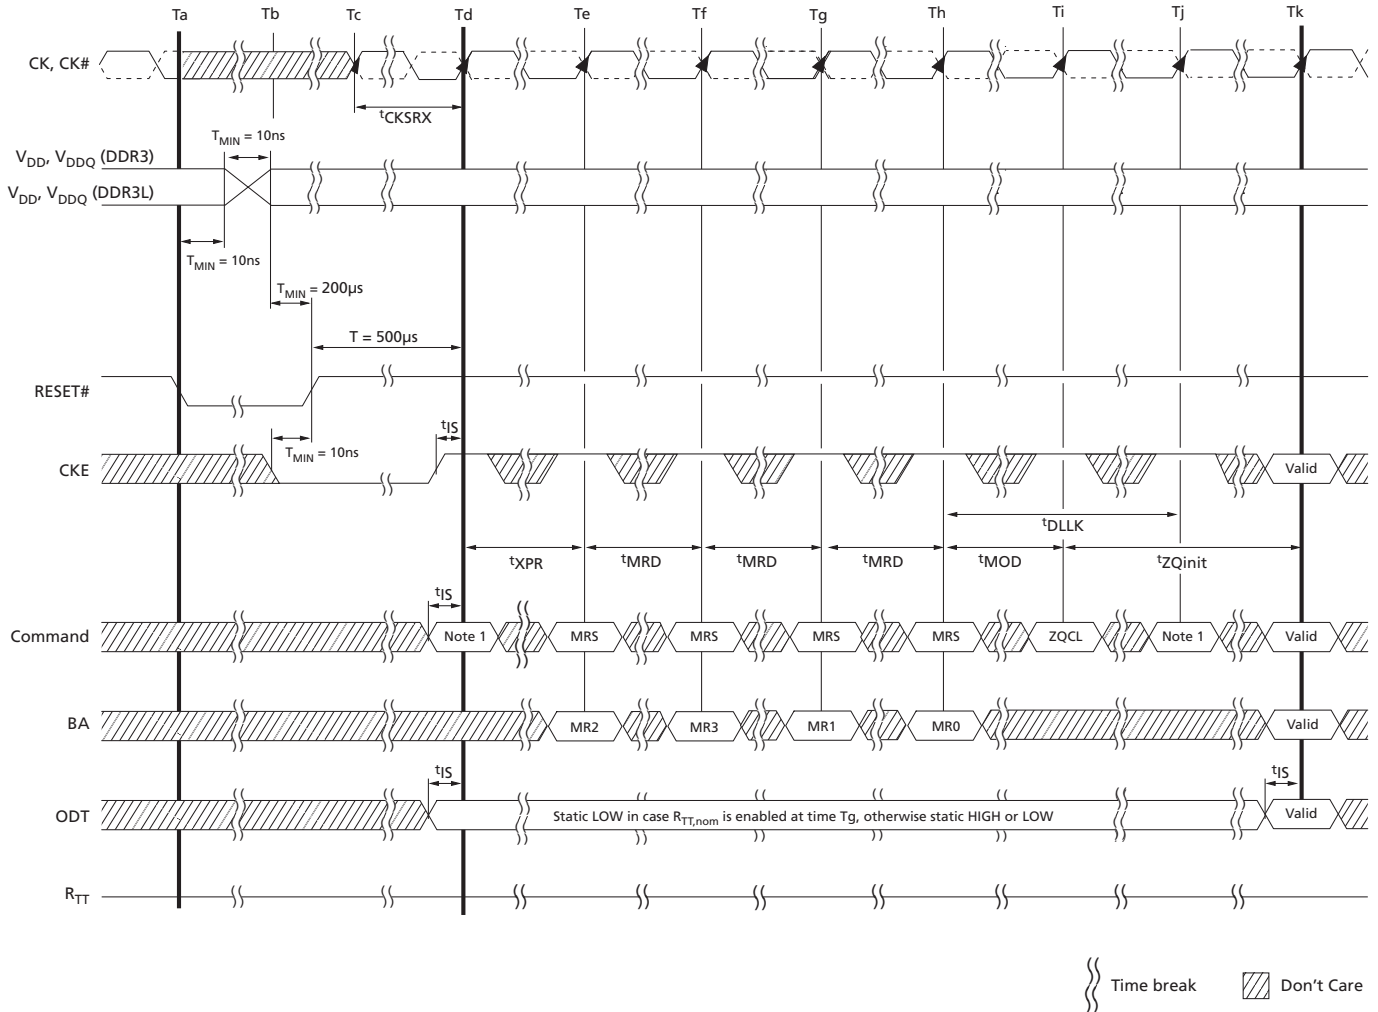 Ta Tb Tc Td Te Tf Tg Th Ti Tj Tk
CK, CK#
tCKSRX
TMIN = 10ns
VDD, VDDQ (DDR3)
VDD, VDDQ (DDR3L)
TMIN = 10ns
TMIN = 200µs
T = 500µs
RESET#
tIS
TMIN = 10ns
CKE
Valid
tDLLK
tXPR tMRD tMRD tMRD tMOD tZQinit
tIS
Command Note 1 MRS MRS MRS MRS ZQCL Note 1 Valid
BA MR2 MR3 MR1 MR0 Valid
tIS tIS
ODT Static LOW in case RTT,nom is enabled at time Tg, otherwise static HIGH or LOW Valid
RTT
Time break Don't Care